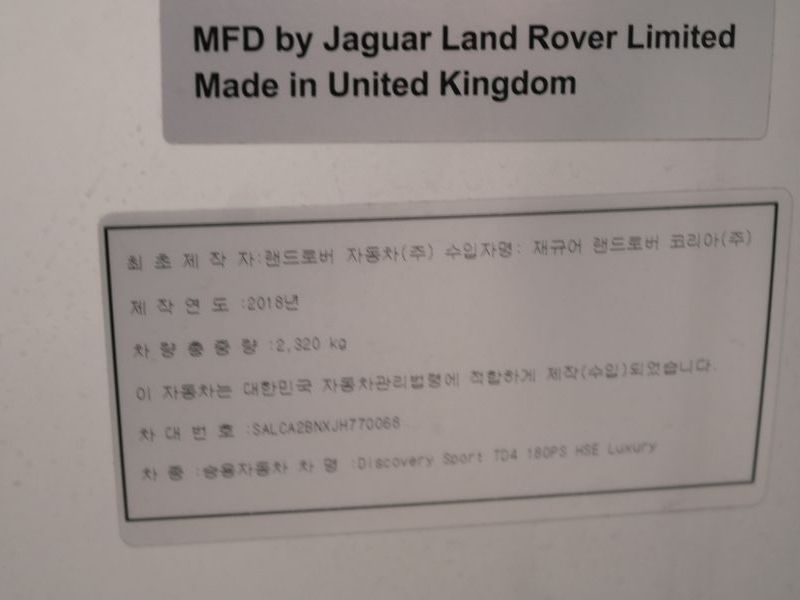 MFD by Jaguar Land Rover Limited
Made in United Kingdom
최 초 제 작 자:랜드로버 자동차(주) 수입자명: 재규어 랜드로버 코리아(주)
제 작 연 도 :2018년
차 량 총 중 량 :2,320 kg
이 자동차는 대한민국 자동차관리법령에 적합하게 제작(수입)되었습니다.
차 대 번 호 :SALCA2BNXJH770068
차 종 :승용자동차 차 명 :Discovery Sport TD4 180PS HSE Luxury